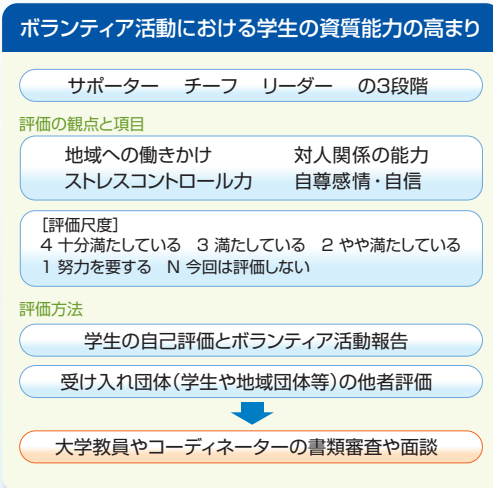 ボランティア活動における学生の資質能力の高まり
サポーター　チーフ　リーダー　の3段階
評価の観点と項目
地域への働きかけ　対人関係の能力
ストレスコントロール力　自尊感情・自信
［評価尺度］
4 十分満たしている　3 満たしている　2 やや満たしている
1 努力を要する　N 今回は評価しない
評価方法
学生の自己評価とボランティア活動報告
受け入れ団体（学生や地域団体等）の他者評価
大学教員やコーディネーターの書類審査や面談